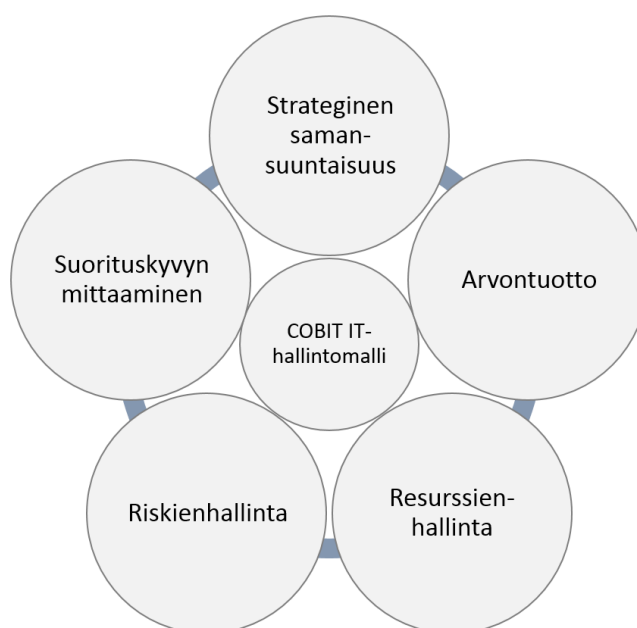 Strateginen
saman-
suuntaisuus
Suorituskyvyn
mittaaminen
Arvontuotto
COBIT IT-
hallintomalli
Riskienhallinta
Resurssien-
hallinta